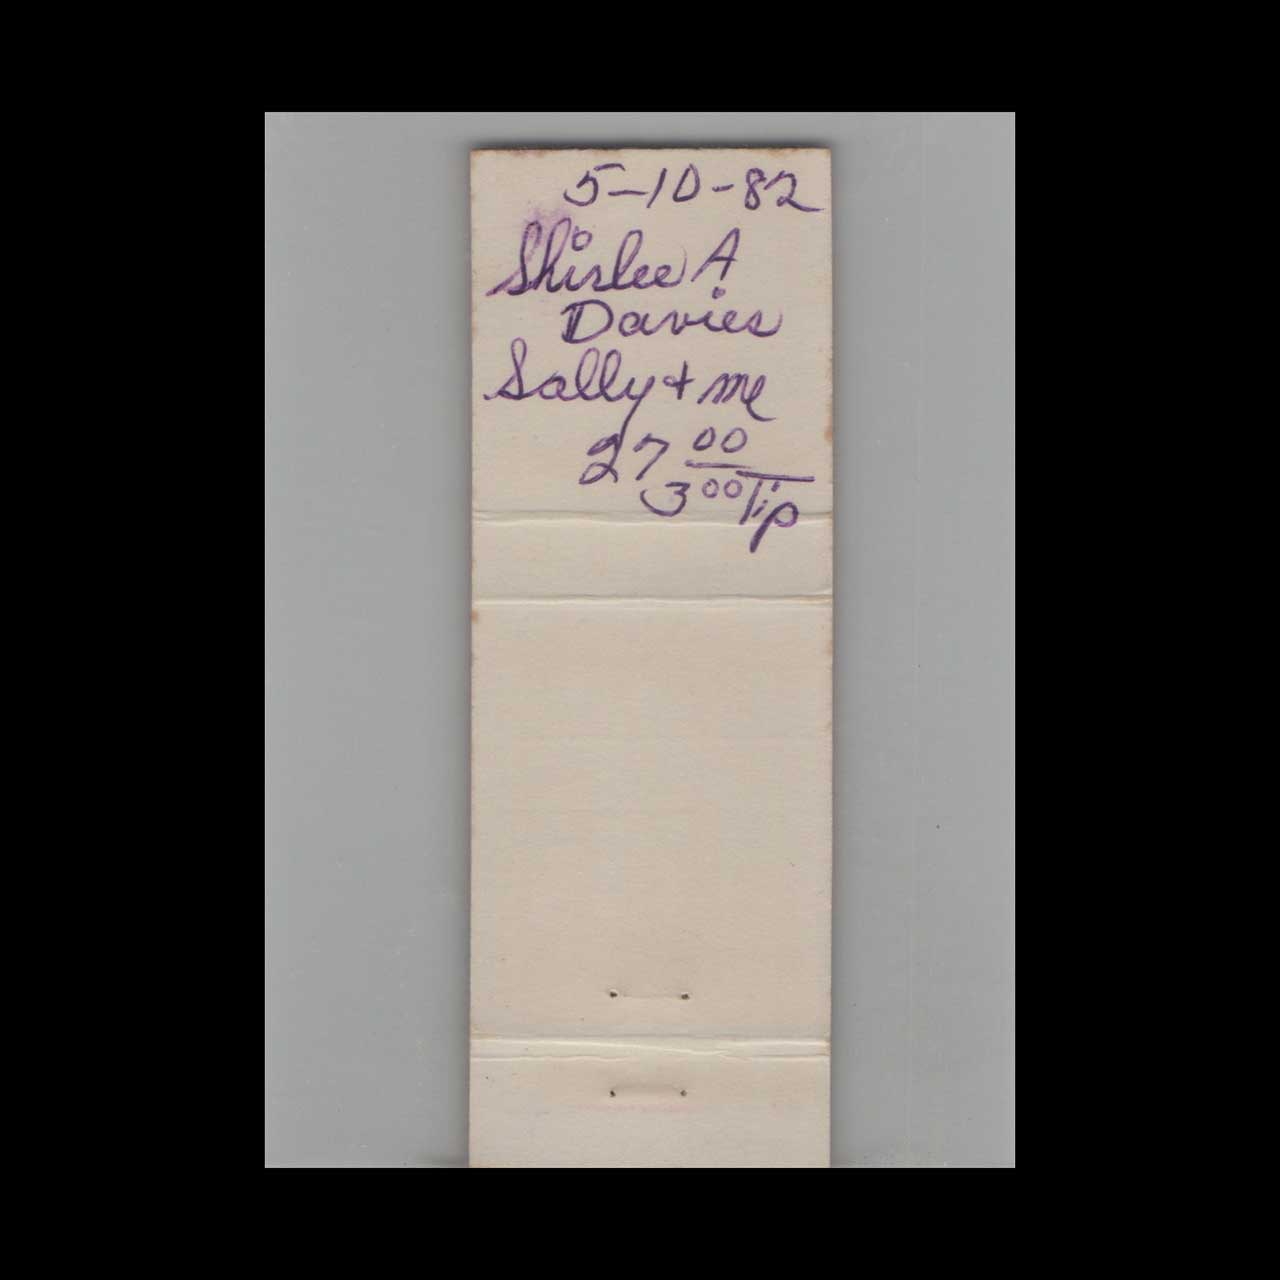 5-10-82
Shirlee A
Davies
Sally + me
27 00
3 00 Tip